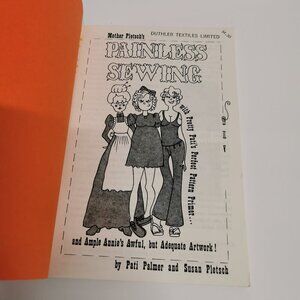 Mother Pletsch's
DUTHLER TEXTILES LIMITED
PAINLESS
SEWING
with Pretty Pati's Perfect Pattern Primer...
and Ample Annie's Awful, but Adequate Artwork!
by Pati Palmer and Susan Pletsch